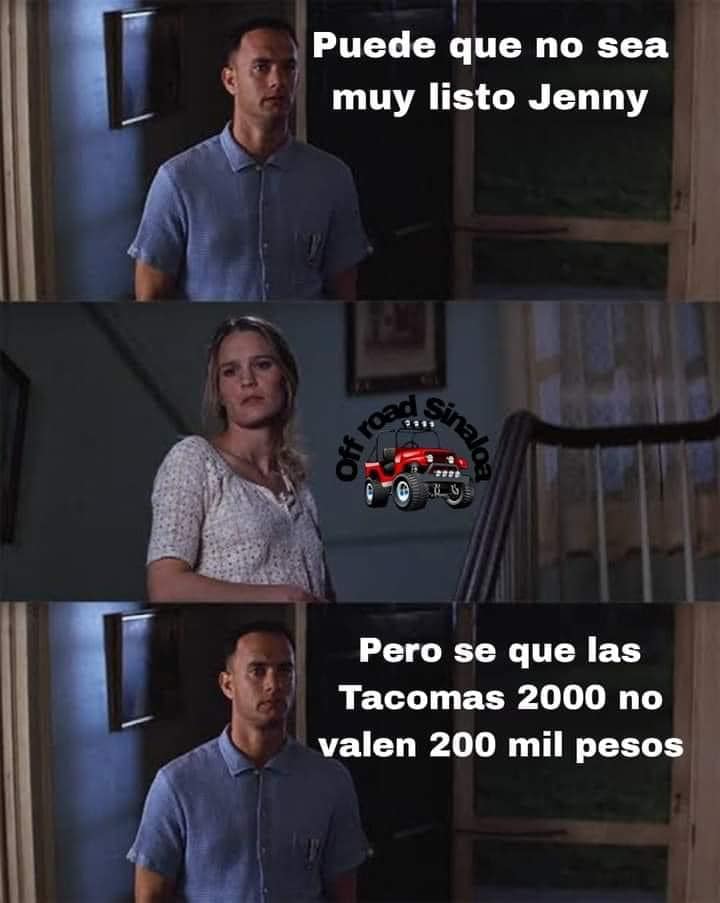 Puede que no sea
muy listo Jenny
Off road Sinaloa
Pero se que las
Tacomas 2000 no
valen 200 mil pesos